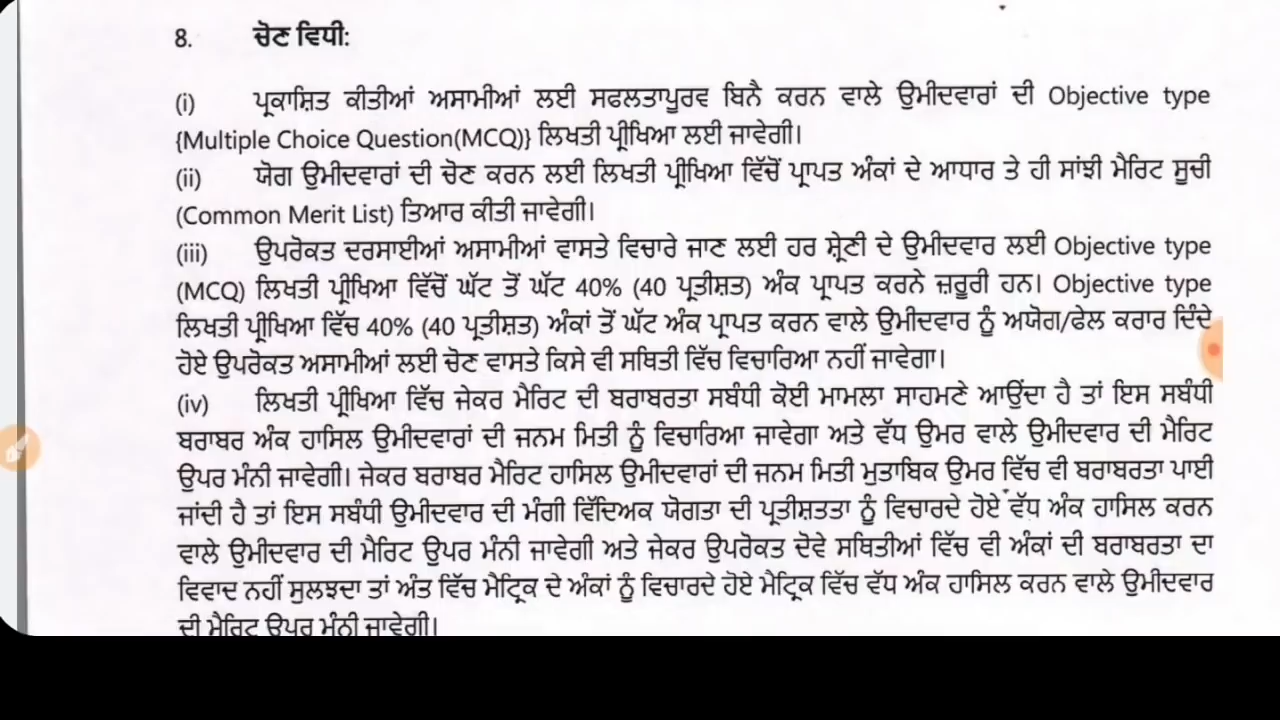 8. ਚੋਣ ਵਿਧੀ:
(i) ਪ੍ਰਕਾਸ਼ਿਤ ਕੀਤੀਆਂ ਅਸਾਮੀਆਂ ਲਈ ਸਫਲਤਾਪੂਰਵ ਬਿਨੈ ਕਰਨ ਵਾਲੇ ਉਮੀਦਵਾਰਾਂ ਦੀ Objective type
{Multiple Choice Question(MCQ)} ਲਿਖਤੀ ਪ੍ਰੀਖਿਆ ਲਈ ਜਾਵੇਗੀ।
(ii) ਯੋਗ ਉਮੀਦਵਾਰਾਂ ਦੀ ਚੋਣ ਕਰਨ ਲਈ ਲਿਖਤੀ ਪ੍ਰੀਖਿਆ ਵਿੱਚੋਂ ਪ੍ਰਾਪਤ ਅੰਕਾਂ ਦੇ ਆਧਾਰ ਤੇ ਹੀ ਸਾਂਝੀ ਮੈਰਿਟ ਸੂਚੀ
(Common Merit List) ਤਿਆਰ ਕੀਤੀ ਜਾਵੇਗੀ।
(iii) ਉਪਰੋਕਤ ਦਰਸਾਈਆਂ ਅਸਾਮੀਆਂ ਵਾਸਤੇ ਵਿਚਾਰੇ ਜਾਣ ਲਈ ਹਰ ਸ਼੍ਰੇਣੀ ਦੇ ਉਮੀਦਵਾਰ ਲਈ Objective type
(MCQ) ਲਿਖਤੀ ਪ੍ਰੀਖਿਆ ਵਿੱਚੋਂ ਘੱਟ ਤੋਂ ਘੱਟ 40% (40 ਪ੍ਰਤੀਸ਼ਤ) ਅੰਕ ਪ੍ਰਾਪਤ ਕਰਨੇ ਜ਼ਰੂਰੀ ਹਨ। Objective type
ਲਿਖਤੀ ਪ੍ਰੀਖਿਆ ਵਿੱਚ 40% (40 ਪ੍ਰਤੀਸ਼ਤ) ਅੰਕਾਂ ਤੋਂ ਘੱਟ ਅੰਕ ਪ੍ਰਾਪਤ ਕਰਨ ਵਾਲੇ ਉਮੀਦਵਾਰ ਨੂੰ ਅਯੋਗ/ਫੇਲ ਕਰਾਰ ਦਿੰਦੇ
ਹੋਏ ਉਪਰੋਕਤ ਅਸਾਮੀਆਂ ਲਈ ਚੋਣ ਵਾਸਤੇ ਕਿਸੇ ਵੀ ਸਥਿਤੀ ਵਿੱਚ ਵਿਚਾਰਿਆ ਨਹੀਂ ਜਾਵੇਗਾ।
(iv) ਲਿਖਤੀ ਪ੍ਰੀਖਿਆ ਵਿੱਚ ਜੇਕਰ ਮੈਰਿਟ ਦੀ ਬਰਾਬਰਤਾ ਸਬੰਧੀ ਕੋਈ ਮਾਮਲਾ ਸਾਹਮਣੇ ਆਉਂਦਾ ਹੈ ਤਾਂ ਇਸ ਸਬੰਧੀ
ਬਰਾਬਰ ਅੰਕ ਹਾਸਿਲ ਉਮੀਦਵਾਰਾਂ ਦੀ ਜਨਮ ਮਿਤੀ ਨੂੰ ਵਿਚਾਰਿਆ ਜਾਵੇਗਾ ਅਤੇ ਵੱਧ ਉਮਰ ਵਾਲੇ ਉਮੀਦਵਾਰ ਦੀ ਮੈਰਿਟ
ਉਪਰ ਮੰਨੀ ਜਾਵੇਗੀ। ਜੇਕਰ ਬਰਾਬਰ ਮੈਰਿਟ ਹਾਸਿਲ ਉਮੀਦਵਾਰਾਂ ਦੀ ਜਨਮ ਮਿਤੀ ਮੁਤਾਬਿਕ ਉਮਰ ਵਿੱਚ ਵੀ ਬਰਾਬਰਤਾ ਪਾਈ
ਜਾਂਦੀ ਹੈ ਤਾਂ ਇਸ ਸਬੰਧੀ ਉਮੀਦਵਾਰ ਦੀ ਮੰਗੀ ਵਿੱਦਿਅਕ ਯੋਗਤਾ ਦੀ ਪ੍ਰਤੀਸ਼ਤਤਾ ਨੂੰ ਵਿਚਾਰਦੇ ਹੋਏ ਵੱਧ ਅੰਕ ਹਾਸਿਲ ਕਰਨ
ਵਾਲੇ ਉਮੀਦਵਾਰ ਦੀ ਮੈਰਿਟ ਉਪਰ ਮੰਨੀ ਜਾਵੇਗੀ ਅਤੇ ਜੇਕਰ ਉਪਰੋਕਤ ਦੋਵੇ ਸਥਿਤੀਆਂ ਵਿੱਚ ਵੀ ਅੰਕਾਂ ਦੀ ਬਰਾਬਰਤਾ ਦਾ
ਵਿਵਾਦ ਨਹੀਂ ਸੁਲਝਦਾ ਤਾਂ ਅੰਤ ਵਿੱਚ ਮੈਟ੍ਰਿਕ ਦੇ ਅੰਕਾਂ ਨੂੰ ਵਿਚਾਰਦੇ ਹੋਏ ਮੈਟ੍ਰਿਕ ਵਿੱਚ ਵੱਧ ਅੰਕ ਹਾਸਿਲ ਕਰਨ ਵਾਲੇ ਉਮੀਦਵਾਰ
ਦੀ ਮੈਰਿਟ ਉਪਰ ਮੰਨੀ ਜਾਵੇਗੀ।